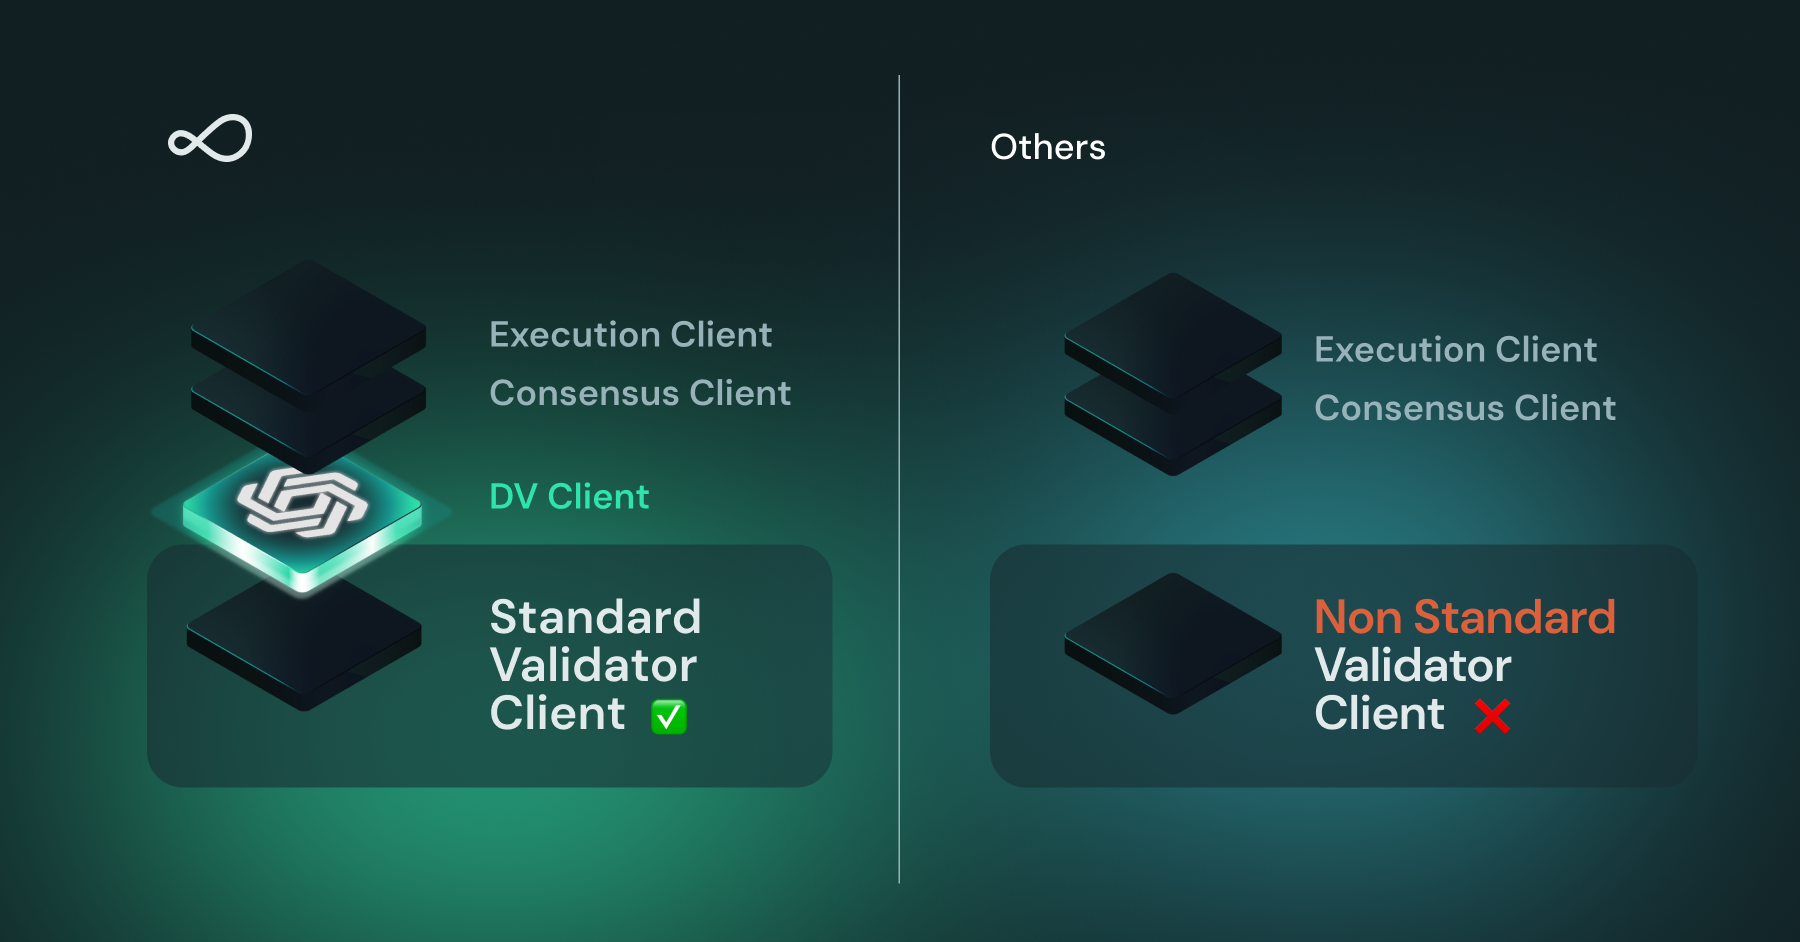 Execution Client
Consensus Client
DV Client
Standard
Validator
Client ✅
Others
Execution Client
Consensus Client
Non Standard
Validator
Client ❌